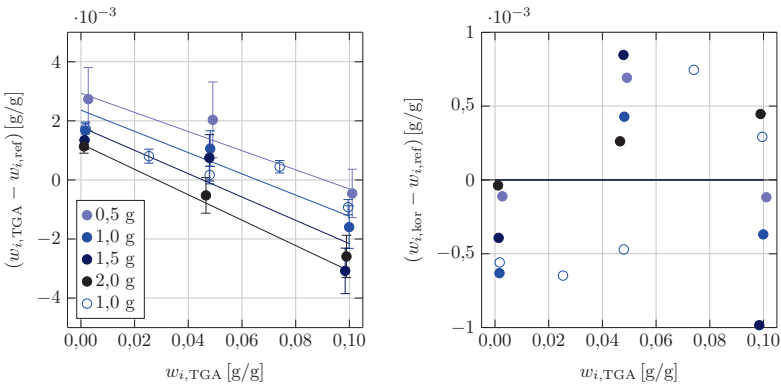 ·10⁻³
4
2
0
−2
−4
0,00 0,02 0,04 0,06 0,08 0,10
w_{i,TGA} [g/g]
(w_{i,TGA} − w_{i,ref}) [g/g]
0,5 g
1,0 g
1,5 g
2,0 g
1,0 g
·10⁻³
1
0,5
0
−0,5
−1
0,00 0,02 0,04 0,06 0,08 0,10
w_{i,TGA} [g/g]
(w_{i,kor} − w_{i,ref}) [g/g]